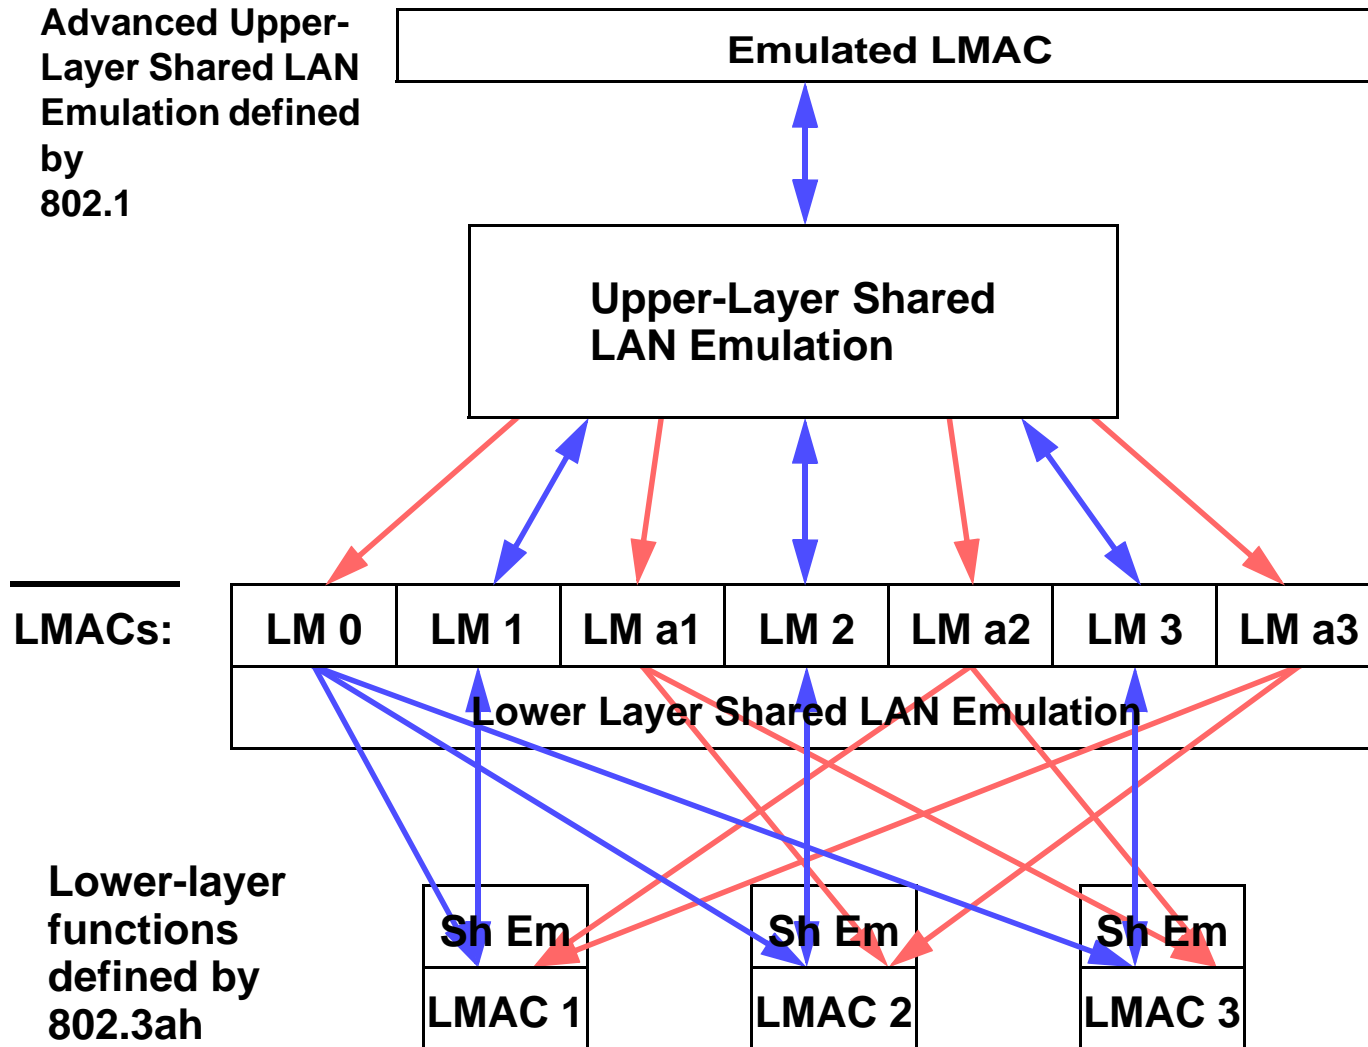 Advanced Upper-
Layer Shared LAN
Emulation defined
by
802.1
Emulated LMAC
Upper-Layer Shared
LAN Emulation
LMACs:
LM 0
LM 1
LM a1
LM 2
LM a2
LM 3
LM a3
Lower Layer Shared LAN Emulation
Lower-layer
functions
defined by
802.3ah
Sh Em
Sh Em
Sh Em
LMAC 1
LMAC 2
LMAC 3